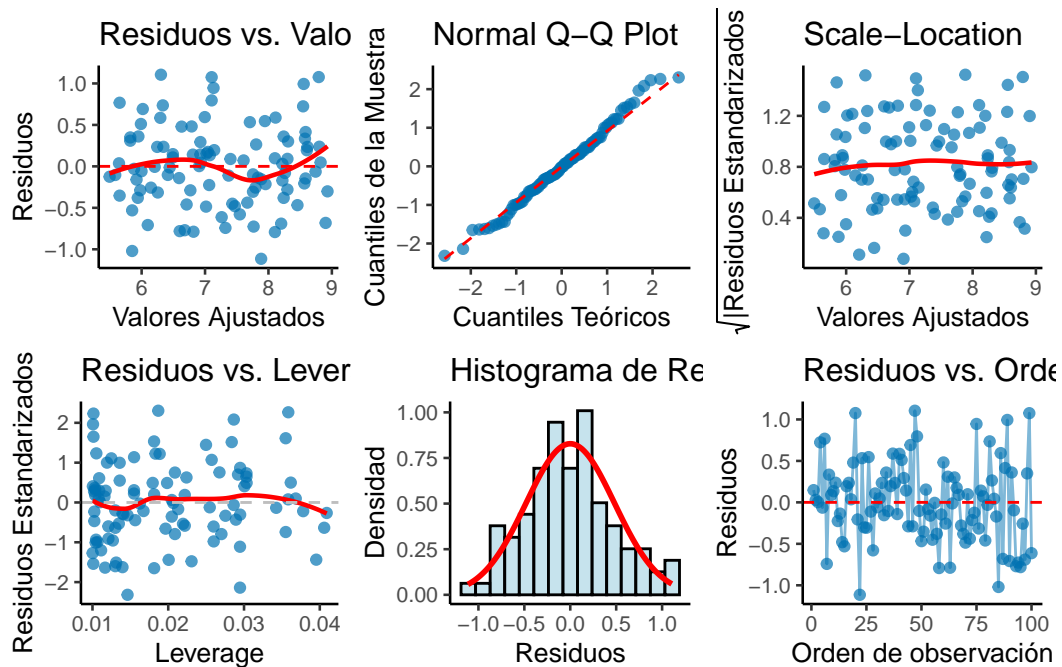 Residuos vs. Valo
Residuos
1.0
0.5
0.0
−0.5
−1.0
6 7 8 9
Valores Ajustados
Normal Q−Q Plot
Cuantiles de la Muestra
2
1
0
−1
−2
−2 −1 0 1 2
Cuantiles Teóricos
Scale−Location
√|Residuos Estandarizados
1.2
0.8
0.4
6 7 8 9
Valores Ajustados
Residuos vs. Lever
Residuos Estandarizados
2
1
0
−1
−2
0.01 0.02 0.03 0.04
Leverage
Histograma de Re
Densidad
1.00
0.75
0.50
0.25
0.00
−1.0 −0.5 0.0 0.5 1.0
Residuos
Residuos vs. Orde
Residuos
1.0
0.5
0.0
−0.5
−1.0
0 25 50 75 100
Orden de observación